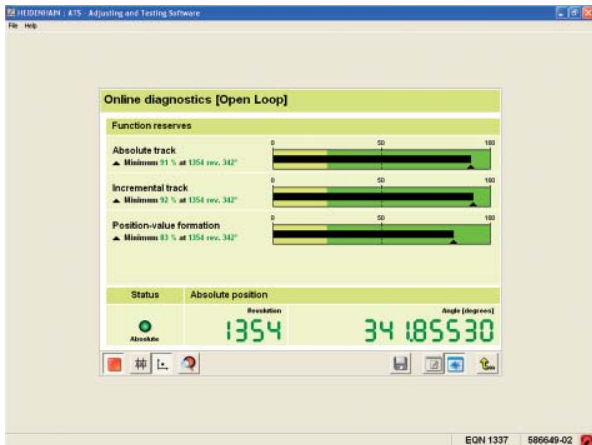 HEIDENHAIN : ATS - Adjusting and Testing Software
File Help
Online diagnostics [Open Loop]
Function reserves
Absolute track
Minimum 91 % at 1354 rev. 342°
0 50 100
Incremental track
Minimum 92 % at 1354 rev. 342°
0 50 100
Position-value formation
Minimum 83 % at 1354 rev. 342°
0 50 100
Status Absolute position
Revolution Angle [degrees]
Absolute
1354 341.85530
EQN 1337 586649-02